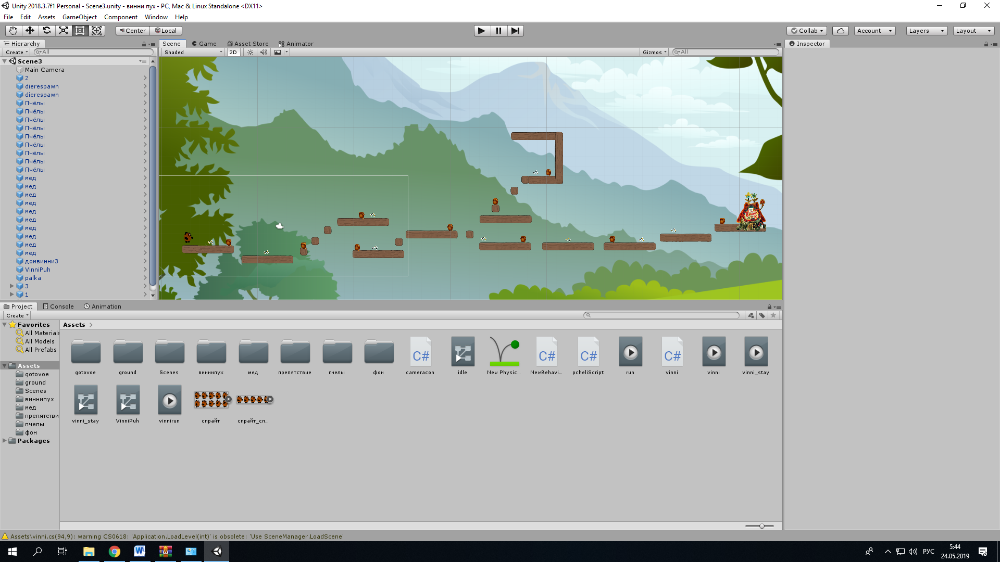 Unity 2018.3.7f1 Personal - Scene3.unity - винни пух - PC, Mac & Linux Standalone <DX11>
File Edit Assets GameObject Component Window Help
Center Local Collab Account Layers Layout
Hierarchy
Create All
Scene3
Main Camera
2
dierespawn
dierespawn
Пчёлы
Пчёлы
Пчёлы
Пчёлы
Пчёлы
Пчёлы
Пчёлы
Пчёлы
Пчёлы
мед
мед
мед
мед
мед
мед
мед
мед
мед
мед
домвинни3
VinniPuh
palka
3
1
Scene Game Asset Store Animator
Shaded 2D Gizmos All
Inspector
Project Console Animation
Create
Favorites
All Materials
All Models
All Prefabs
Assets
gotovoe
ground
Scenes
виннипух
мед
препятстви
пчелы
фон
Packages
Assets
gotovoe ground Scenes виннипух мед препятствие пчелы фон cameracon idle New Physic... NewBehavi... pcheliScript run vinni vinni vinni_stay
C# C# C# C#
vinni_stay VinniPuh vinnirun спрайт спрайт_сп...
Assets\vinni.cs(94,9): warning CS0618: 'Application.LoadLevel(int)' is obsolete: 'Use SceneManager.LoadScene'
РУС
5:44
24.05.2019